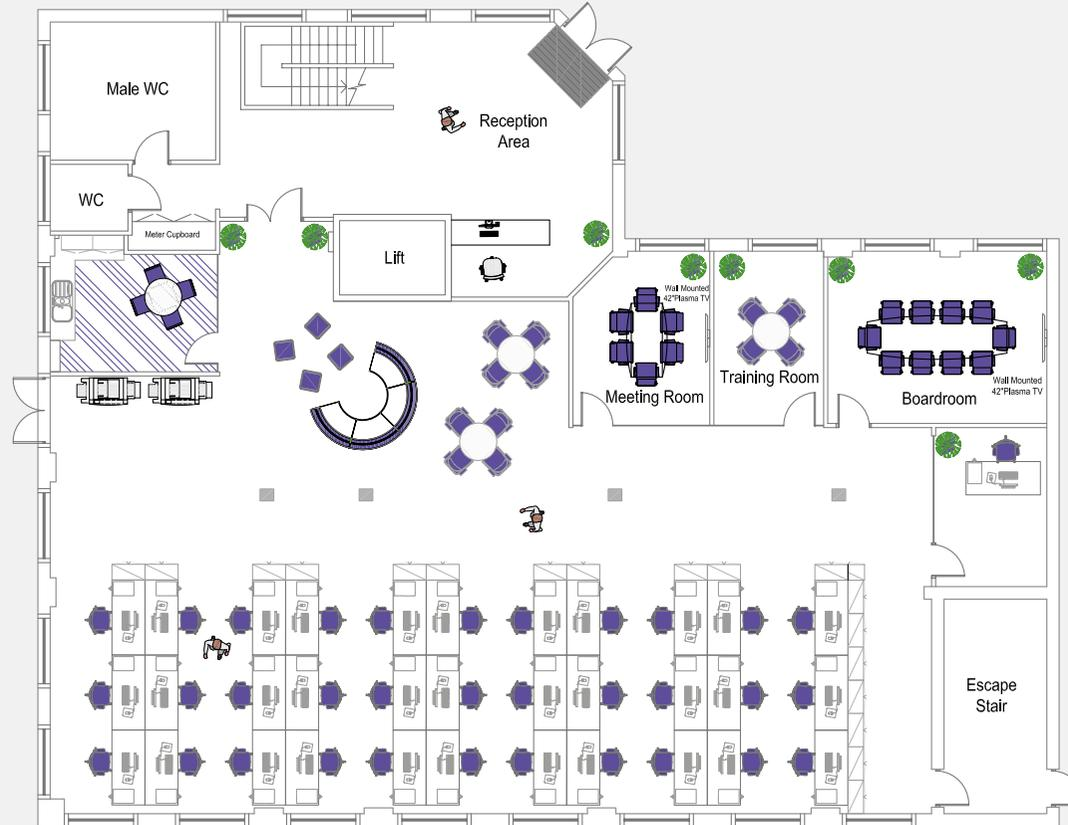 Male WC
Reception
Area
WC
Meter Cupboard
Lift
Wall Mounted
42"Plasma TV
Meeting Room
Training Room
Wall Mounted
42"Plasma TV
Boardroom
Escape
Stair